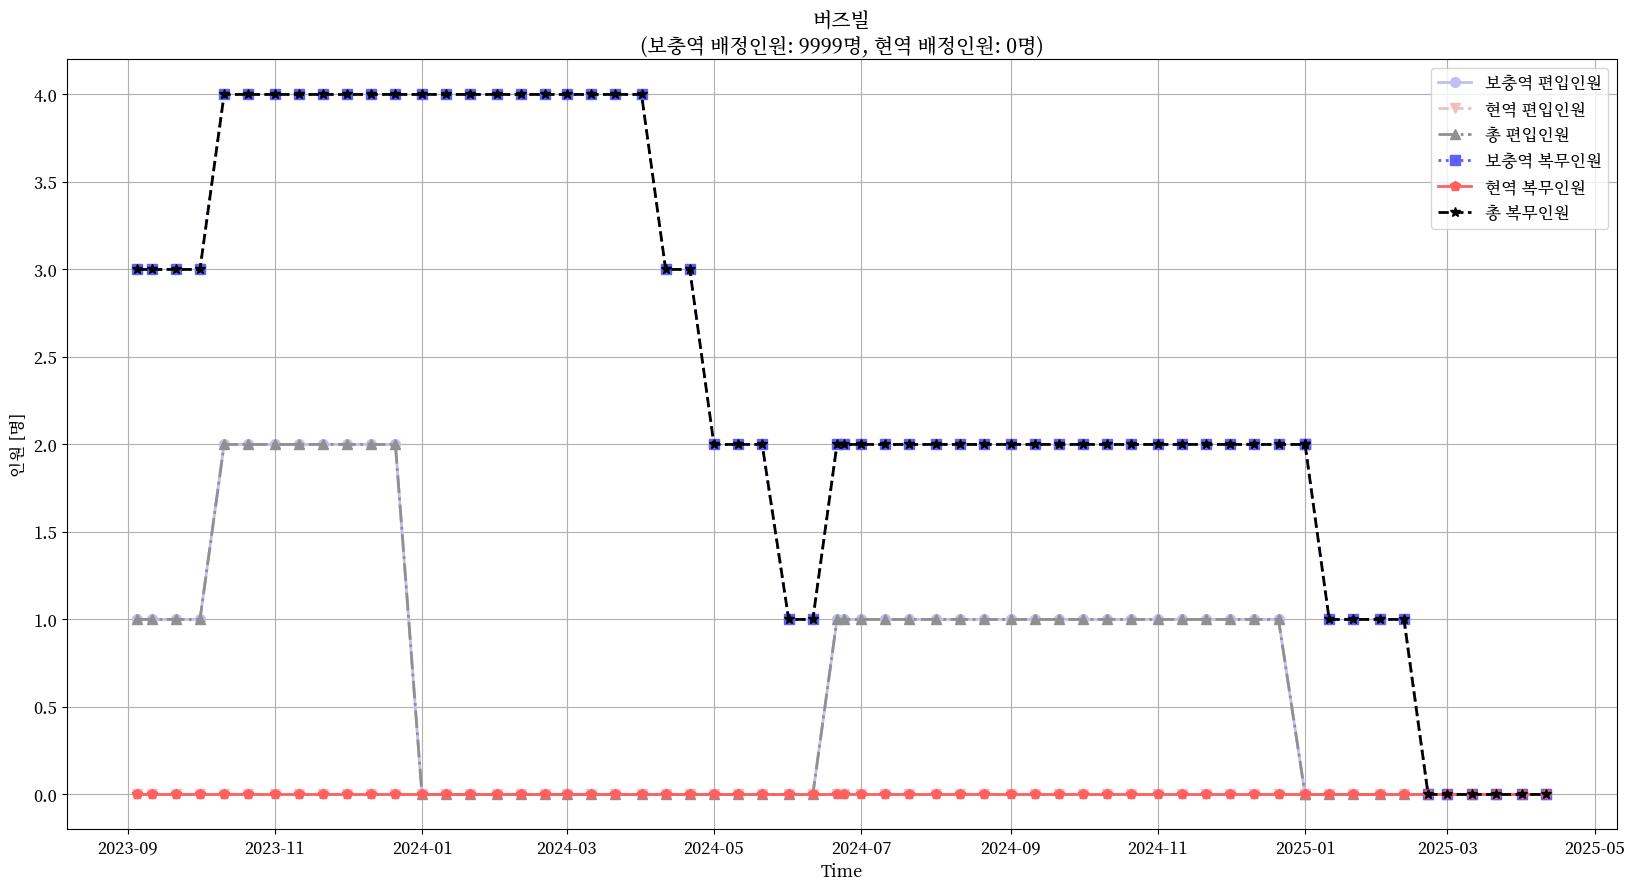 버즈빌
(보충역 배정인원: 9999명, 현역 배정인원: 0명)
보충역 편입인원
현역 편입인원
총 편입인원
보충역 복무인원
현역 복무인원
총 복무인원
인원 [명]
4.0
3.5
3.0
2.5
2.0
1.5
1.0
0.5
0.0
2023-09 2023-11 2024-01 2024-03 2024-05 2024-07 2024-09 2024-11 2025-01 2025-03 2025-05
Time